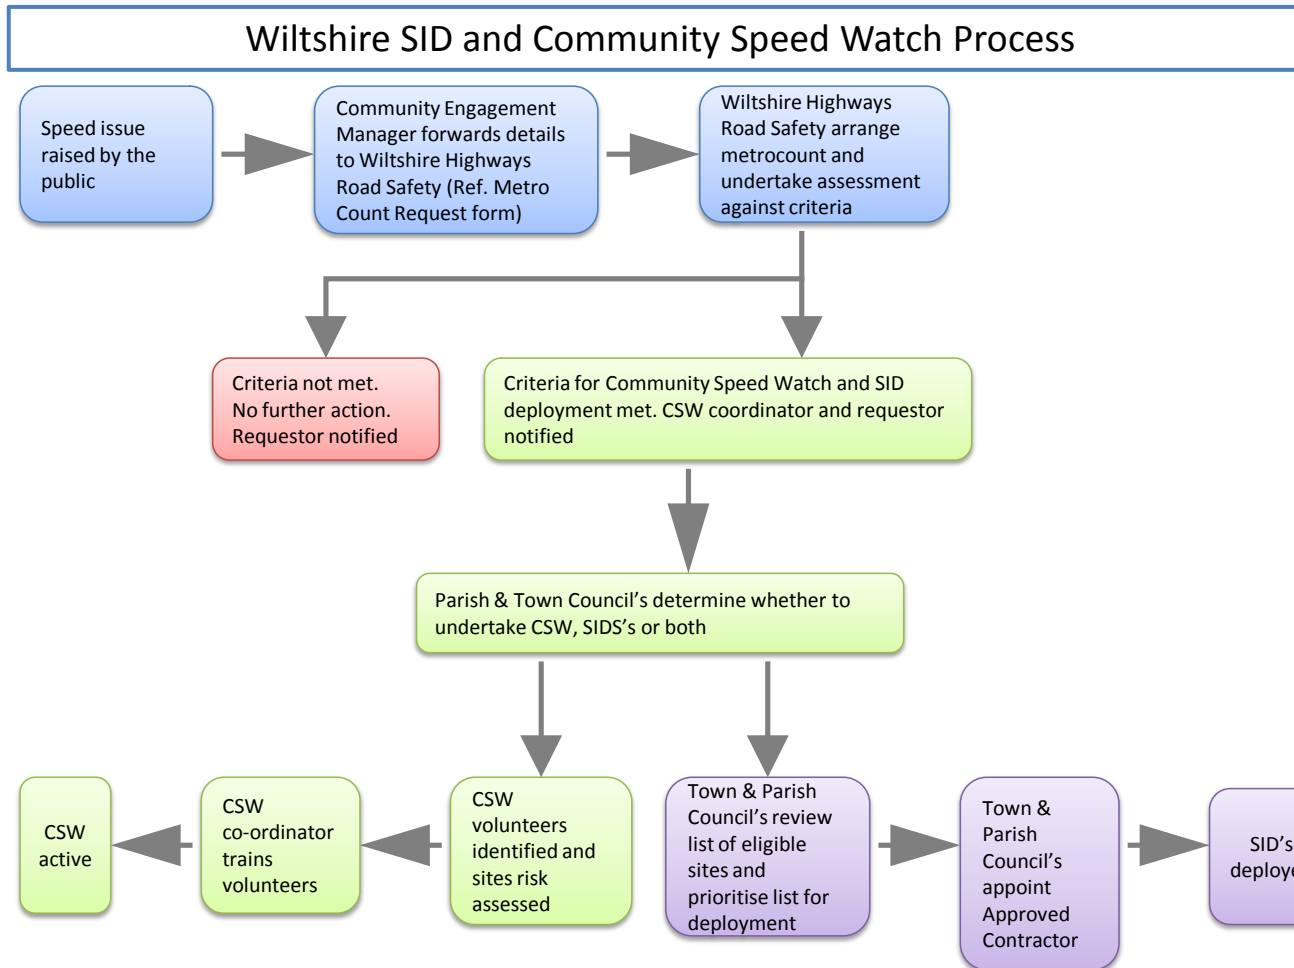 Wiltshire SID and Community Speed Watch Process
Speed issue
raised by the
public
Community Engagement
Manager forwards details
to Wiltshire Highways
Road Safety (Ref. Metro
Count Request form)
Wiltshire Highways
Road Safety arrange
metrocount and
undertake assessment
against criteria
Criteria not met.
No further action.
Requestor notified
Criteria for Community Speed Watch and SID
deployment met. CSW coordinator and requestor
notified
Parish & Town Council’s determine whether to
undertake CSW, SIDS’s or both
CSW
active
CSW
co-ordinator
trains
volunteers
CSW
volunteers
identified and
sites risk
assessed
Town & Parish
Council’s review
list of eligible
sites and
prioritise list for
deployment
Town &
Parish
Council’s
appoint
Approved
Contractor
SID’s
deploye